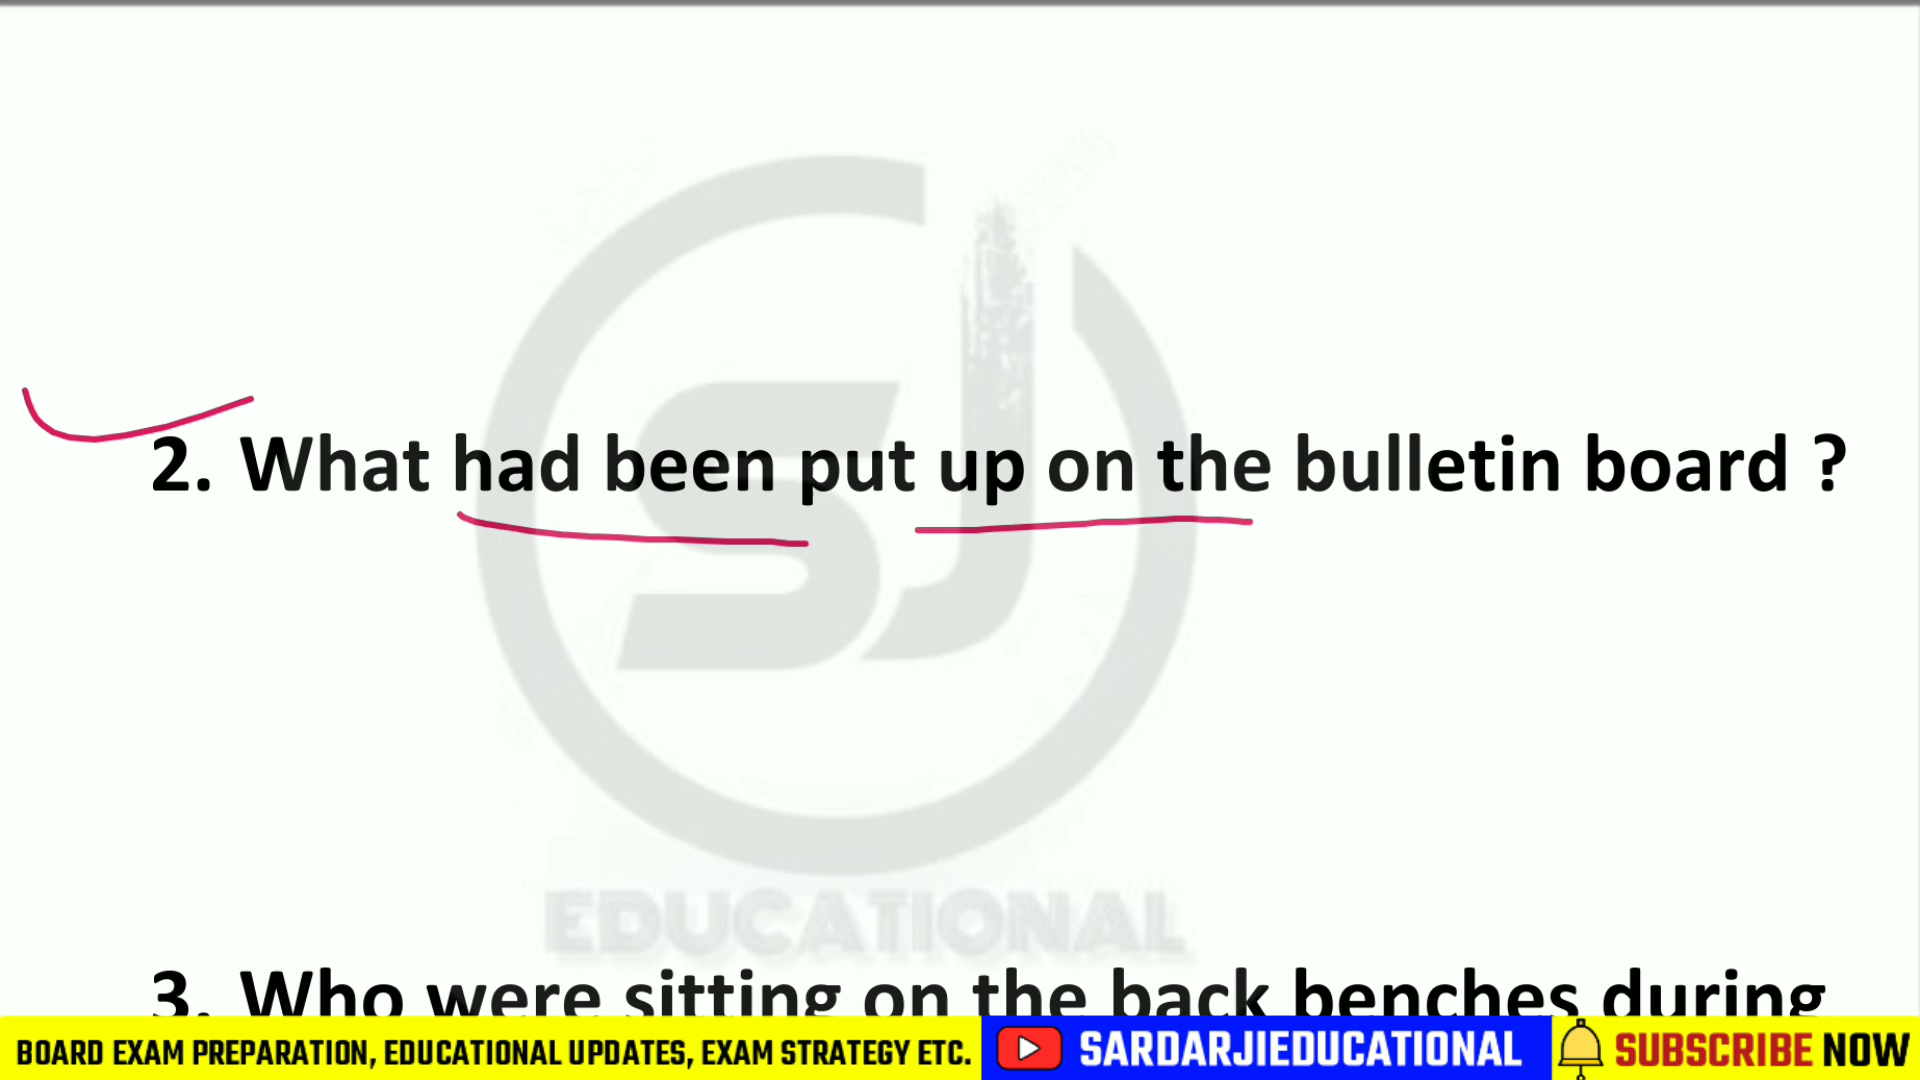 2. What had been put up on the bulletin board ?
SJ
EDUCATIONAL
3. Who were sitting on the back benches during
BOARD EXAM PREPARATION, EDUCATIONAL UPDATES, EXAM STRATEGY ETC. SARDARJIEDUCATIONAL SUBSCRIBE NOW